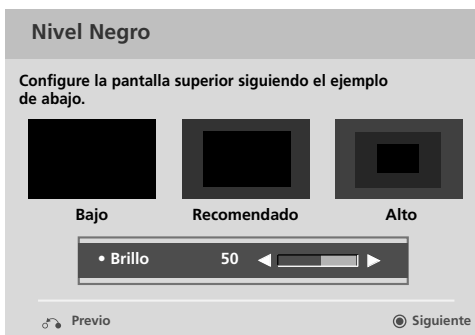 Nivel Negro
Configure la pantalla superior siguiendo el ejemplo
de abajo.
Bajo Recomendado Alto
• Brillo 50
Previo Siguiente